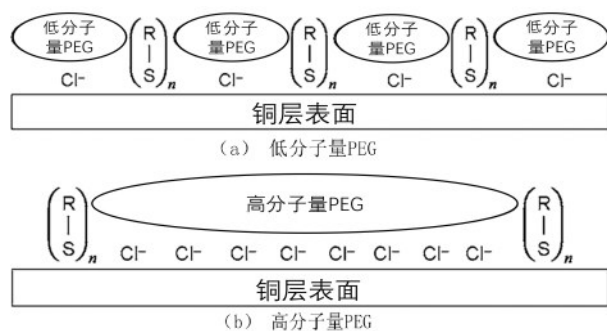 低分子量PEG 低分子量PEG 低分子量PEG 低分子量PEG
Cl⁻ (R|S)n Cl⁻ (R|S)n Cl⁻ (R|S)n Cl⁻
铜层表面
(a) 低分子量PEG
(R|S)n 高分子量PEG (R|S)n
Cl⁻ Cl⁻ Cl⁻ Cl⁻ Cl⁻ Cl⁻ Cl⁻ Cl⁻
铜层表面
(b) 高分子量PEG